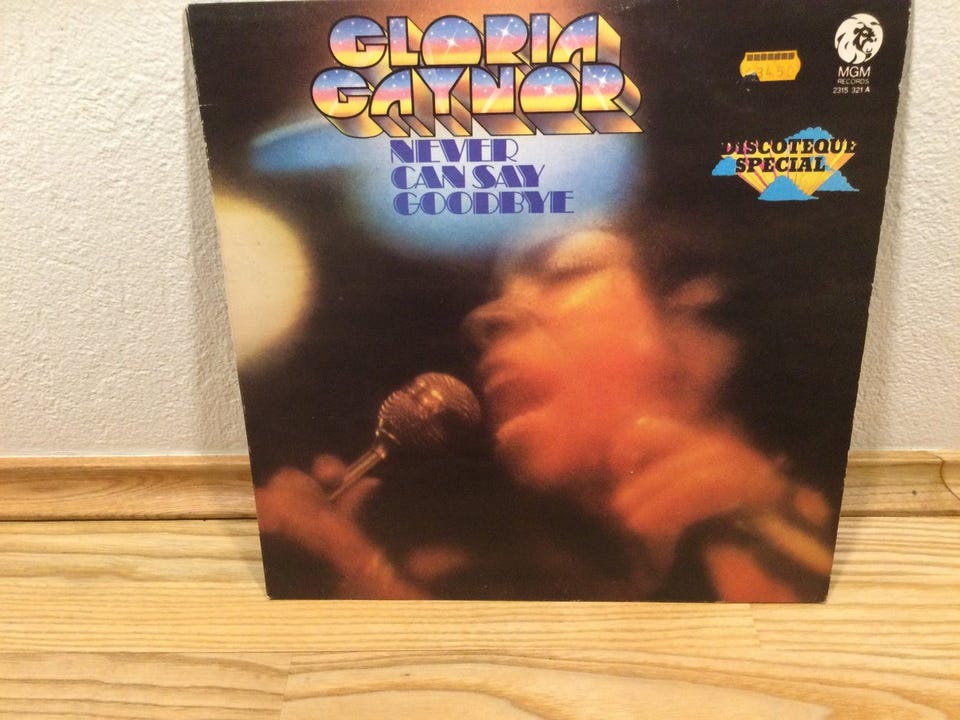 GLORIA
GAYNOR
NEVER
CAN SAY
GOODBYE
MGM
RECORDS
2315 321 A
DISCOTEQUE
SPECIAL